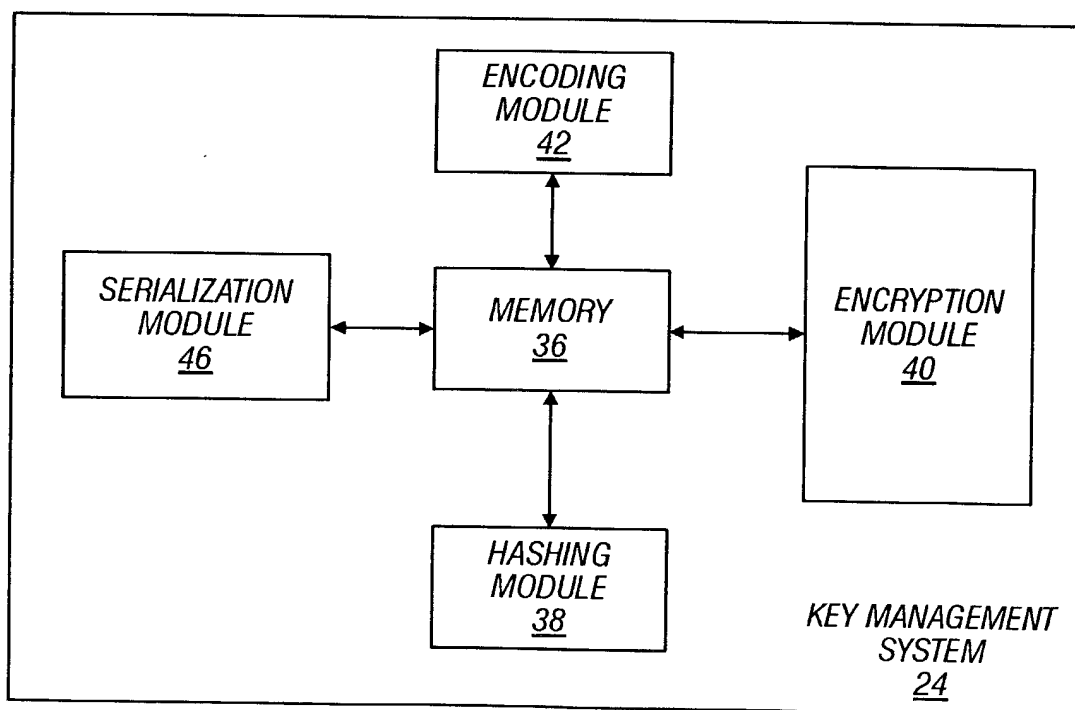 ENCODING
MODULE
42
SERIALIZATION
MODULE
46
MEMORY
36
ENCRYPTION
MODULE
40
HASHING
MODULE
38
KEY MANAGEMENT
SYSTEM
24